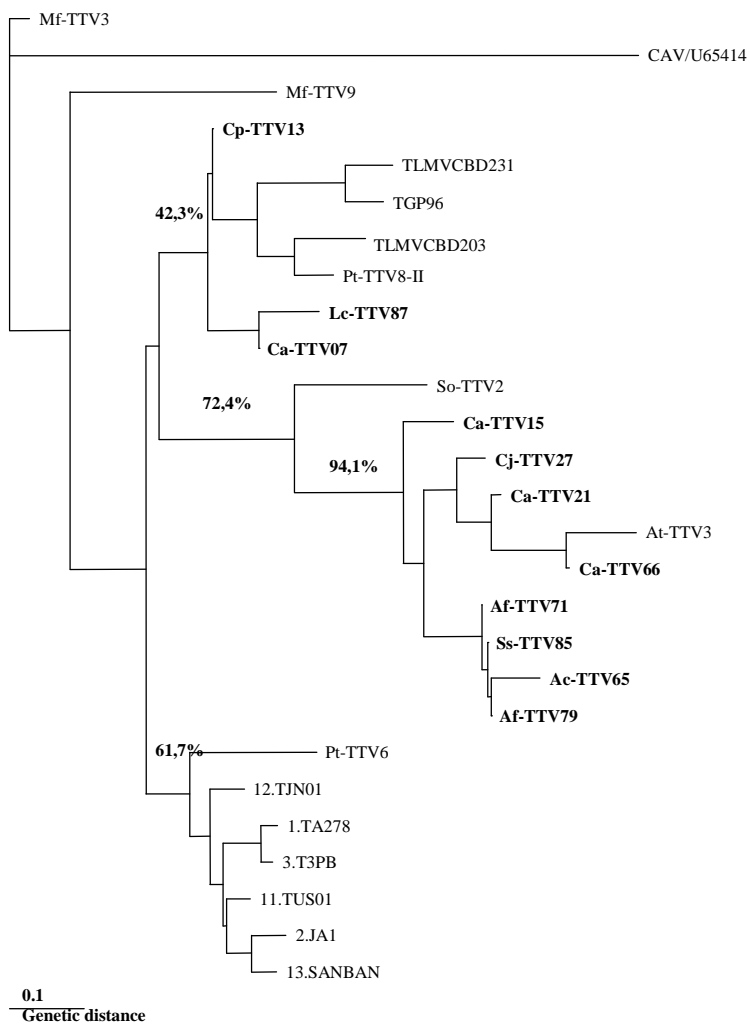 Mf-TTV3
CAV/U65414
Mf-TTV9
Cp-TTV13
TLMVCBD231
TGP96
42,3%
TLMVCBD203
Pt-TTV8-II
Lc-TTV87
Ca-TTV07
So-TTV2
72,4%
Ca-TTV15
Cj-TTV27
94,1%
Ca-TTV21
At-TTV3
Ca-TTV66
Af-TTV71
Ss-TTV85
Ac-TTV65
Af-TTV79
61,7%
Pt-TTV6
12.TJN01
1.TA278
3.T3PB
11.TUS01
2.JA1
13.SANBAN
0.1
Genetic distance